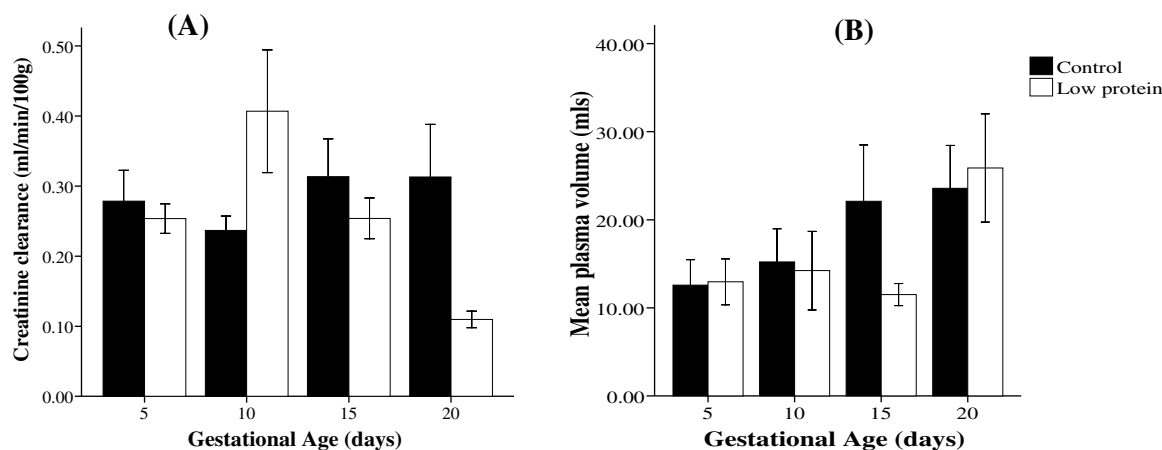 (A)
Creatinine clearance (ml/min/100g)
0.50
0.40
0.30
0.20
0.10
0.00
5 10 15 20
Gestational Age (days)
(B)
Mean plasma volume (mls)
40.00
30.00
20.00
10.00
0.00
5 10 15 20
Gestational Age (days)
Control
Low protein